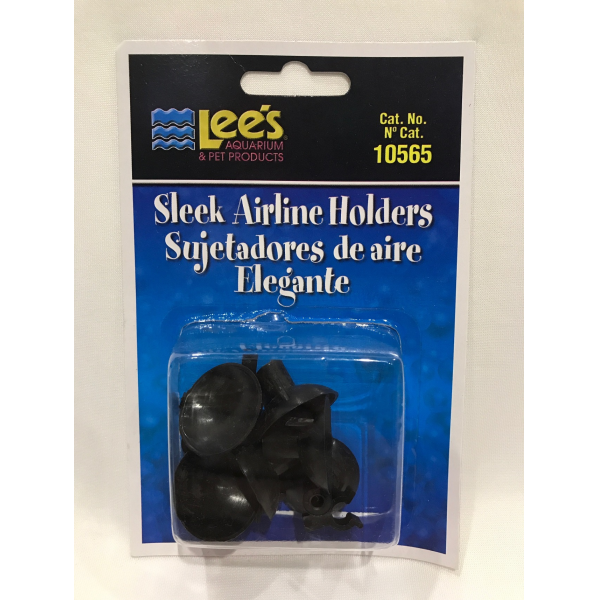 Lee's
AQUARIUM
& PET PRODUCTS
Cat. No.
Nº Cat.
10565
Sleek Airline Holders
Sujetadores de aire
Elegante